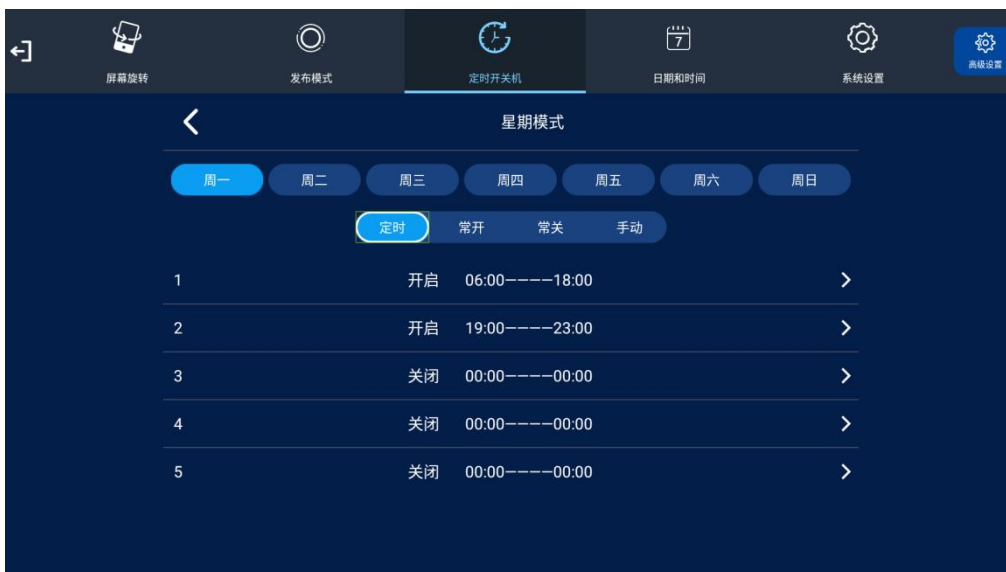 屏幕旋转 发布模式 定时开关机 7 日期和时间 系统设置 高级设置
星期模式
周一 周二 周三 周四 周五 周六 周日
定时 常开 常关 手动
1 开启 06:00————18:00
2 开启 19:00————23:00
3 关闭 00:00————00:00
4 关闭 00:00————00:00
5 关闭 00:00————00:00